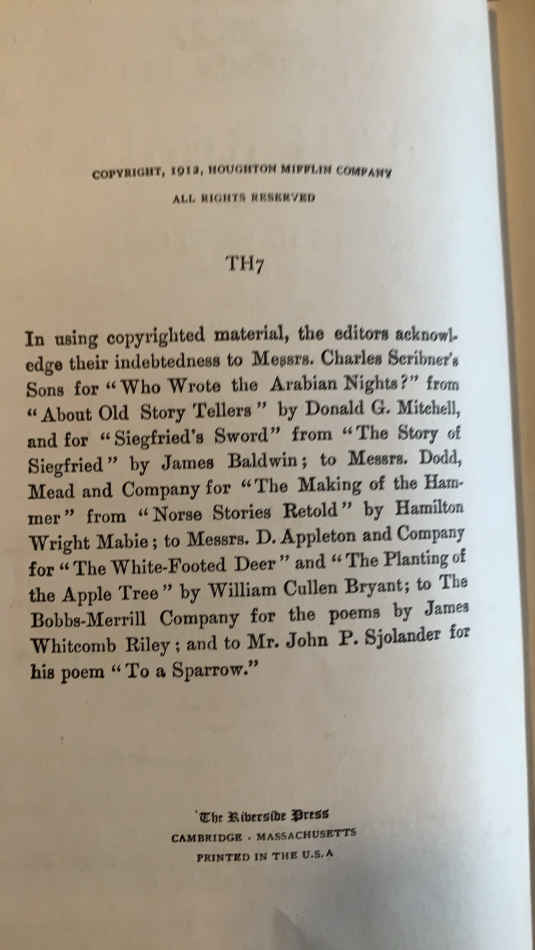 COPYRIGHT, 1912, HOUGHTON MIFFLIN COMPANY
ALL RIGHTS RESERVED
TH7
In using copyrighted material, the editors acknowl-
edge their indebtedness to Messrs. Charles Scribner's
Sons for "Who Wrote the Arabian Nights?" from
"About Old Story Tellers" by Donald G. Mitchell,
and for "Siegfried's Sword" from "The Story of
Siegfried" by James Baldwin; to Messrs. Dodd,
Mead and Company for "The Making of the Ham-
mer" from "Norse Stories Retold" by Hamilton
Wright Mabie; to Messrs. D. Appleton and Company
for "The White-Footed Deer" and "The Planting of
the Apple Tree" by William Cullen Bryant; to The
Bobbs-Merrill Company for the poems by James
Whitcomb Riley; and to Mr. John P. Sjolander for
his poem "To a Sparrow."
The Riverside Press
CAMBRIDGE . MASSACHUSETTS
PRINTED IN THE U.S.A